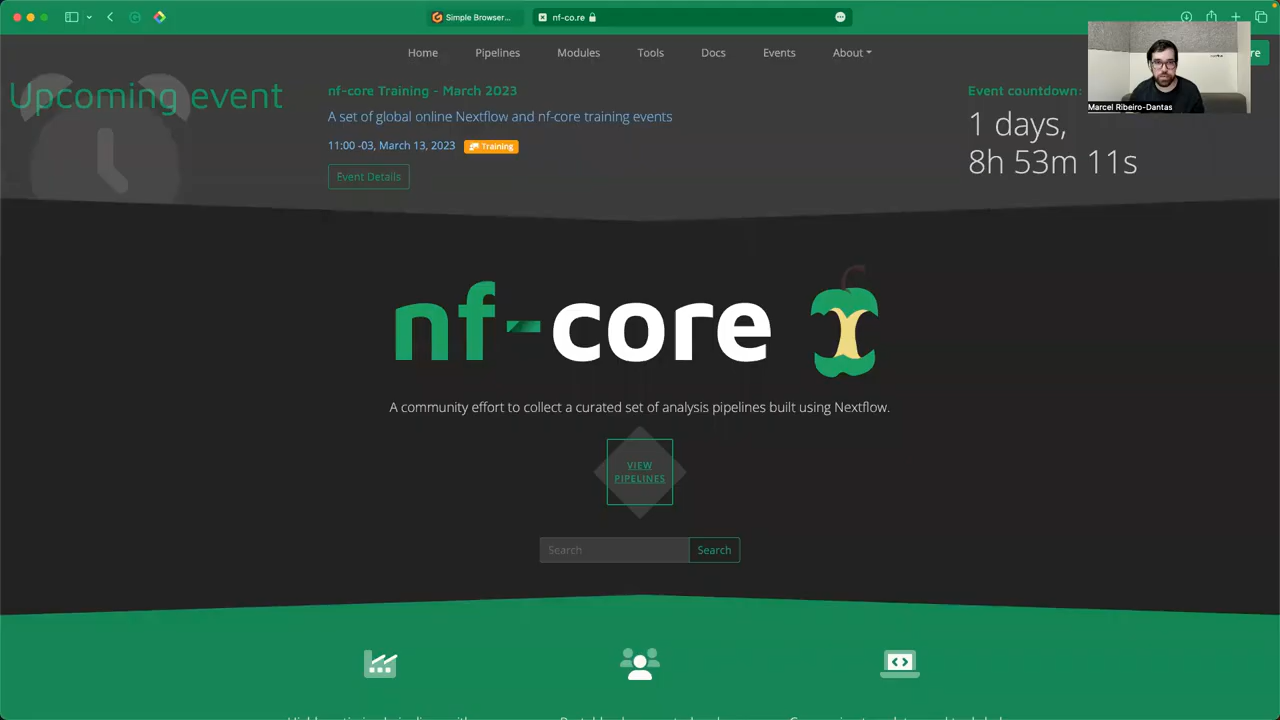 Simple Browser...
nf-co.re
Home
Pipelines
Modules
Tools
Docs
Events
About
re
Upcoming event
nf-core Training - March 2023
A set of global online Nextflow and nf-core training events
11:00 -03, March 13, 2023
Training
Event Details
Event countdown:
1 days,
8h 53m 11s
Marcel Ribeiro-Dantas
nf-core
A community effort to collect a curated set of analysis pipelines built using Nextflow.
VIEW
PIPELINES
Search
Search